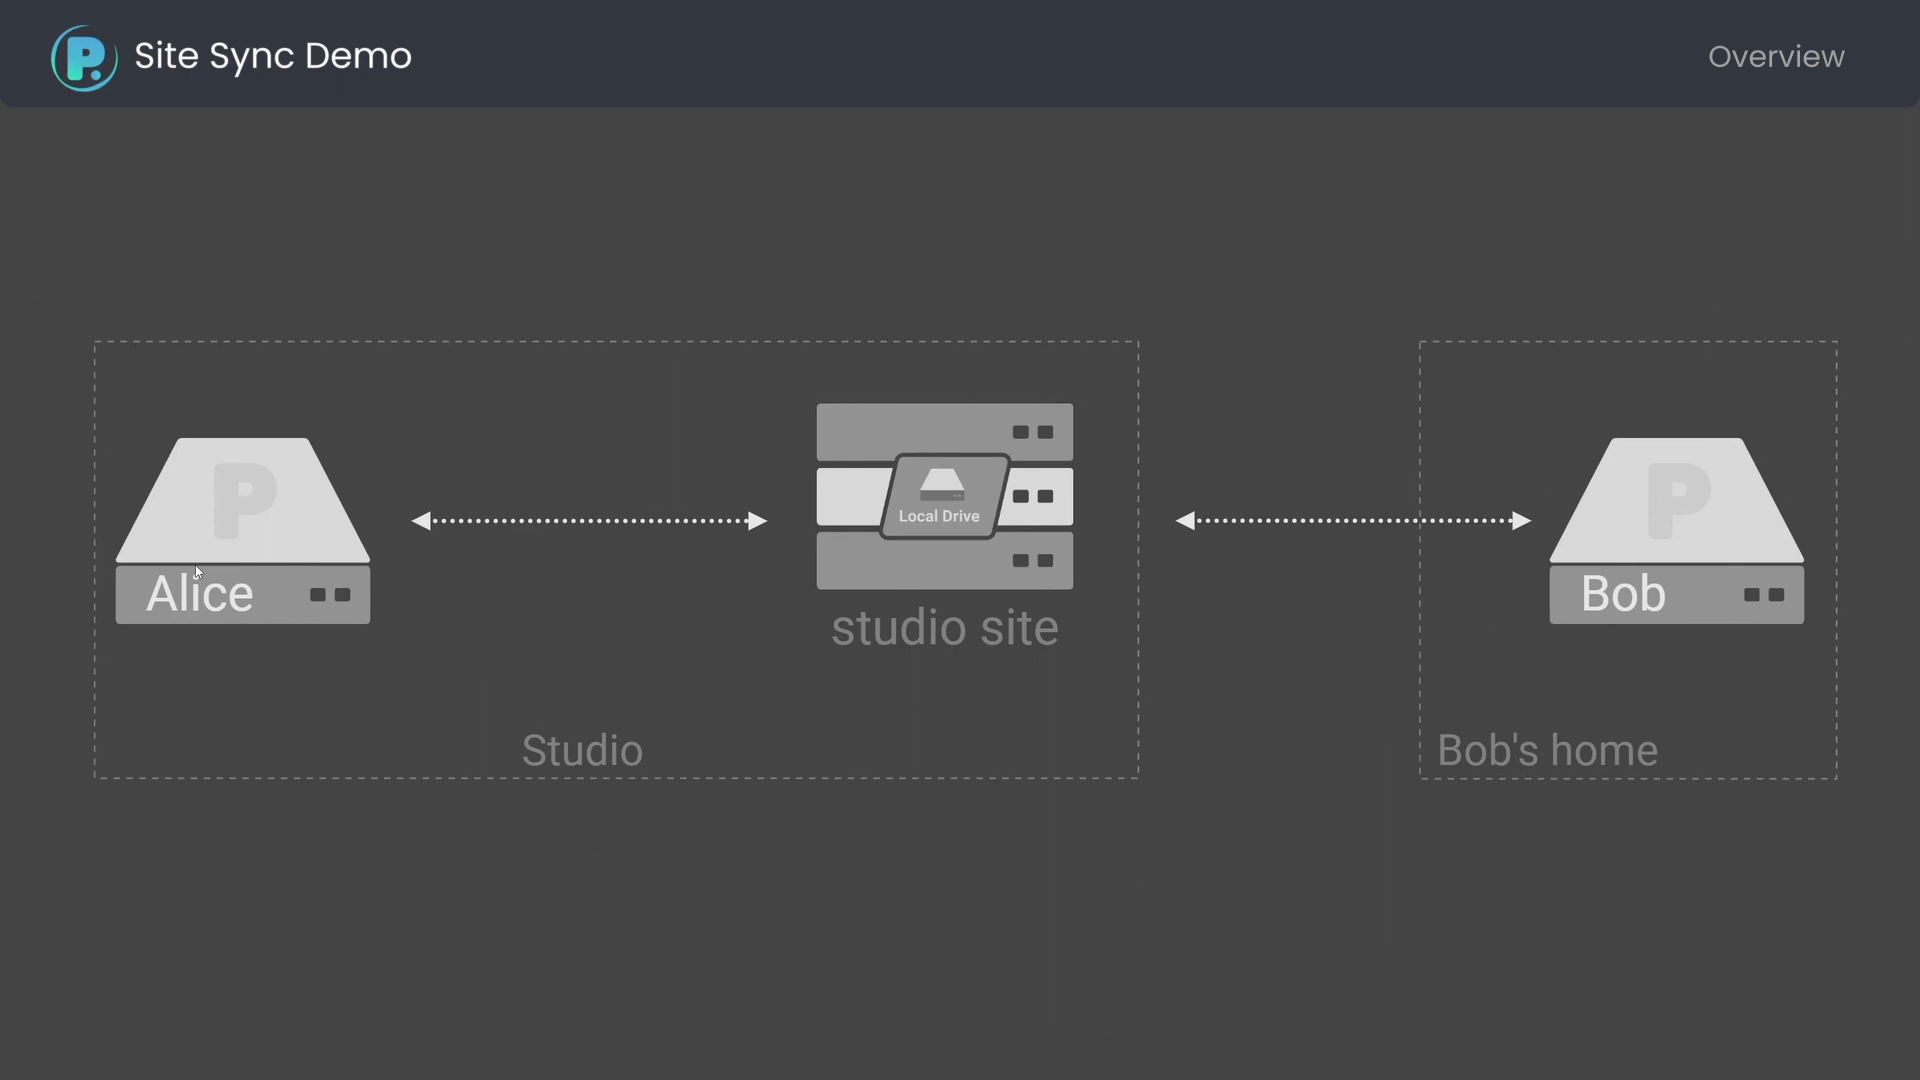 P. Site Sync Demo
Overview
P
Alice
Local Drive
studio site
P
Bob
Studio
Bob's home